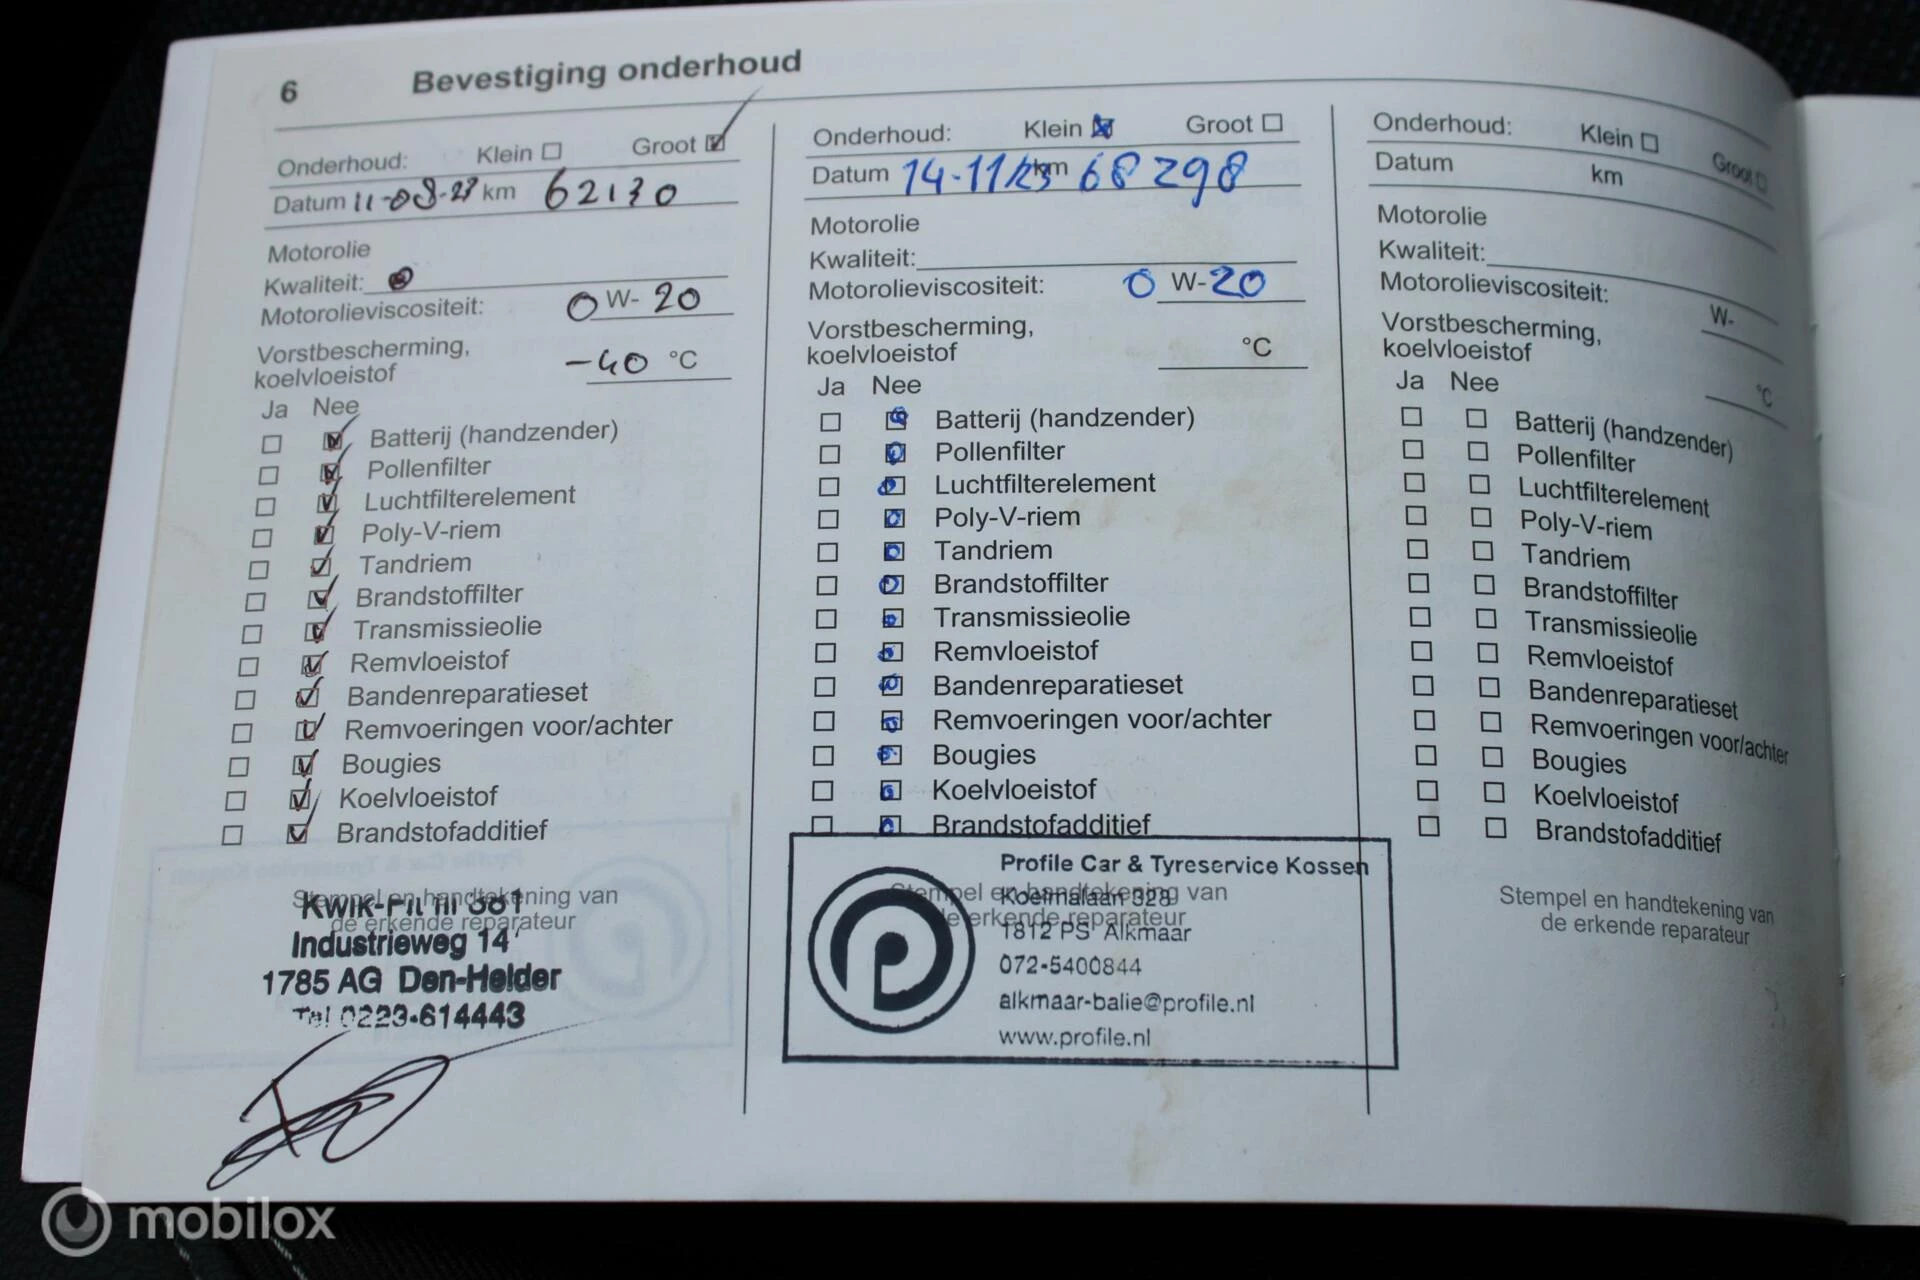 6 Bevestiging onderhoud
Onderhoud: Klein Groot
Datum km 62130
Motorolie
Kwaliteit:
Motorolieviscositeit: 0 W- 20
Vorstbescherming,
koelvloeistof -40 °C
Ja Nee
Batterij (handzender)
Pollenfilter
Luchtfilterelement
Poly-V-riem
Tandriem
Brandstoffilter
Transmissieolie
Remvloeistof
Bandenreparatieset
Remvoeringen voor/achter
Bougies
Koelvloeistof
Brandstofadditief
Stempel en handtekening van
de erkende reparateur
Industrieweg 14
1785 AG Den-Helder
Tel 0223-614443
Onderhoud: Klein Groot
Datum 14-11/23 km 68298
Motorolie
Kwaliteit:
Motorolieviscositeit: 0 W-20
Vorstbescherming,
koelvloeistof °C
Ja Nee
Batterij (handzender)
Pollenfilter
Luchtfilterelement
Poly-V-riem
Tandriem
Brandstoffilter
Transmissieolie
Remvloeistof
Bandenreparatieset
Remvoeringen voor/achter
Bougies
Koelvloeistof
Brandstofadditief
Stempel en handtekening van
de erkende reparateur
Profile Car & Tyreservice Kossen
Koelmalaan 328
1812 PS Alkmaar
072-5400844
alkmaar-balie@profile.nl
www.profile.nl
Onderhoud: Klein Groot
Datum km
Motorolie
Kwaliteit:
Motorolieviscositeit: W-
Vorstbescherming,
koelvloeistof °C
Ja Nee
Batterij (handzender)
Pollenfilter
Luchtfilterelement
Poly-V-riem
Tandriem
Brandstoffilter
Transmissieolie
Remvloeistof
Bandenreparatieset
Remvoeringen voor/achter
Bougies
Koelvloeistof
Brandstofadditief
Stempel en handtekening van
de erkende reparateur
mobilox